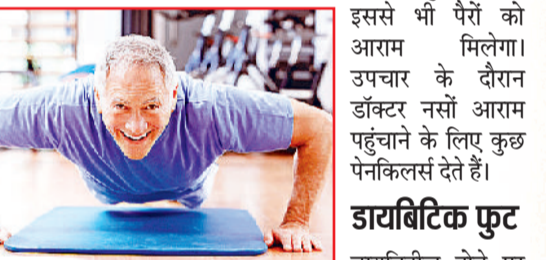 इससे भी पैरों को
आराम मिलेगा।
उपचार के दौरान
डॉक्टर नसों आराम
पहुंचाने के लिए कुछ
पेनकिलर्स देते हैं।
डायबिटिक फुट